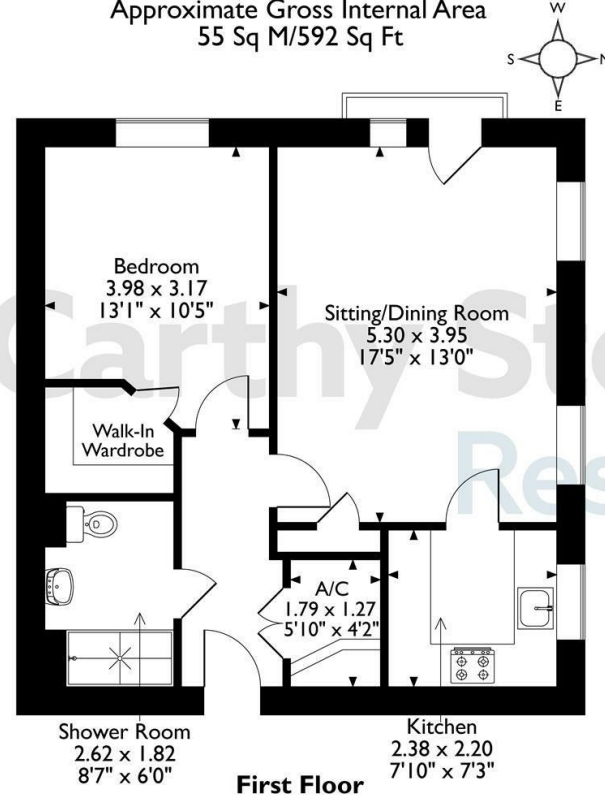 Approximate Gross Internal Area
55 Sq M/592 Sq Ft
W
S
N
E
Bedroom
3.98 x 3.17
13'1" x 10'5"
Sitting/Dining Room
5.30 x 3.95
17'5" x 13'0"
Carthy Sto
Res
Walk-In
Wardrobe
A/C
1.79 x 1.27
5'10" x 4'2"
Shower Room
2.62 x 1.82
8'7" x 6'0"
Kitchen
2.38 x 2.20
7'10" x 7'3"
First Floor